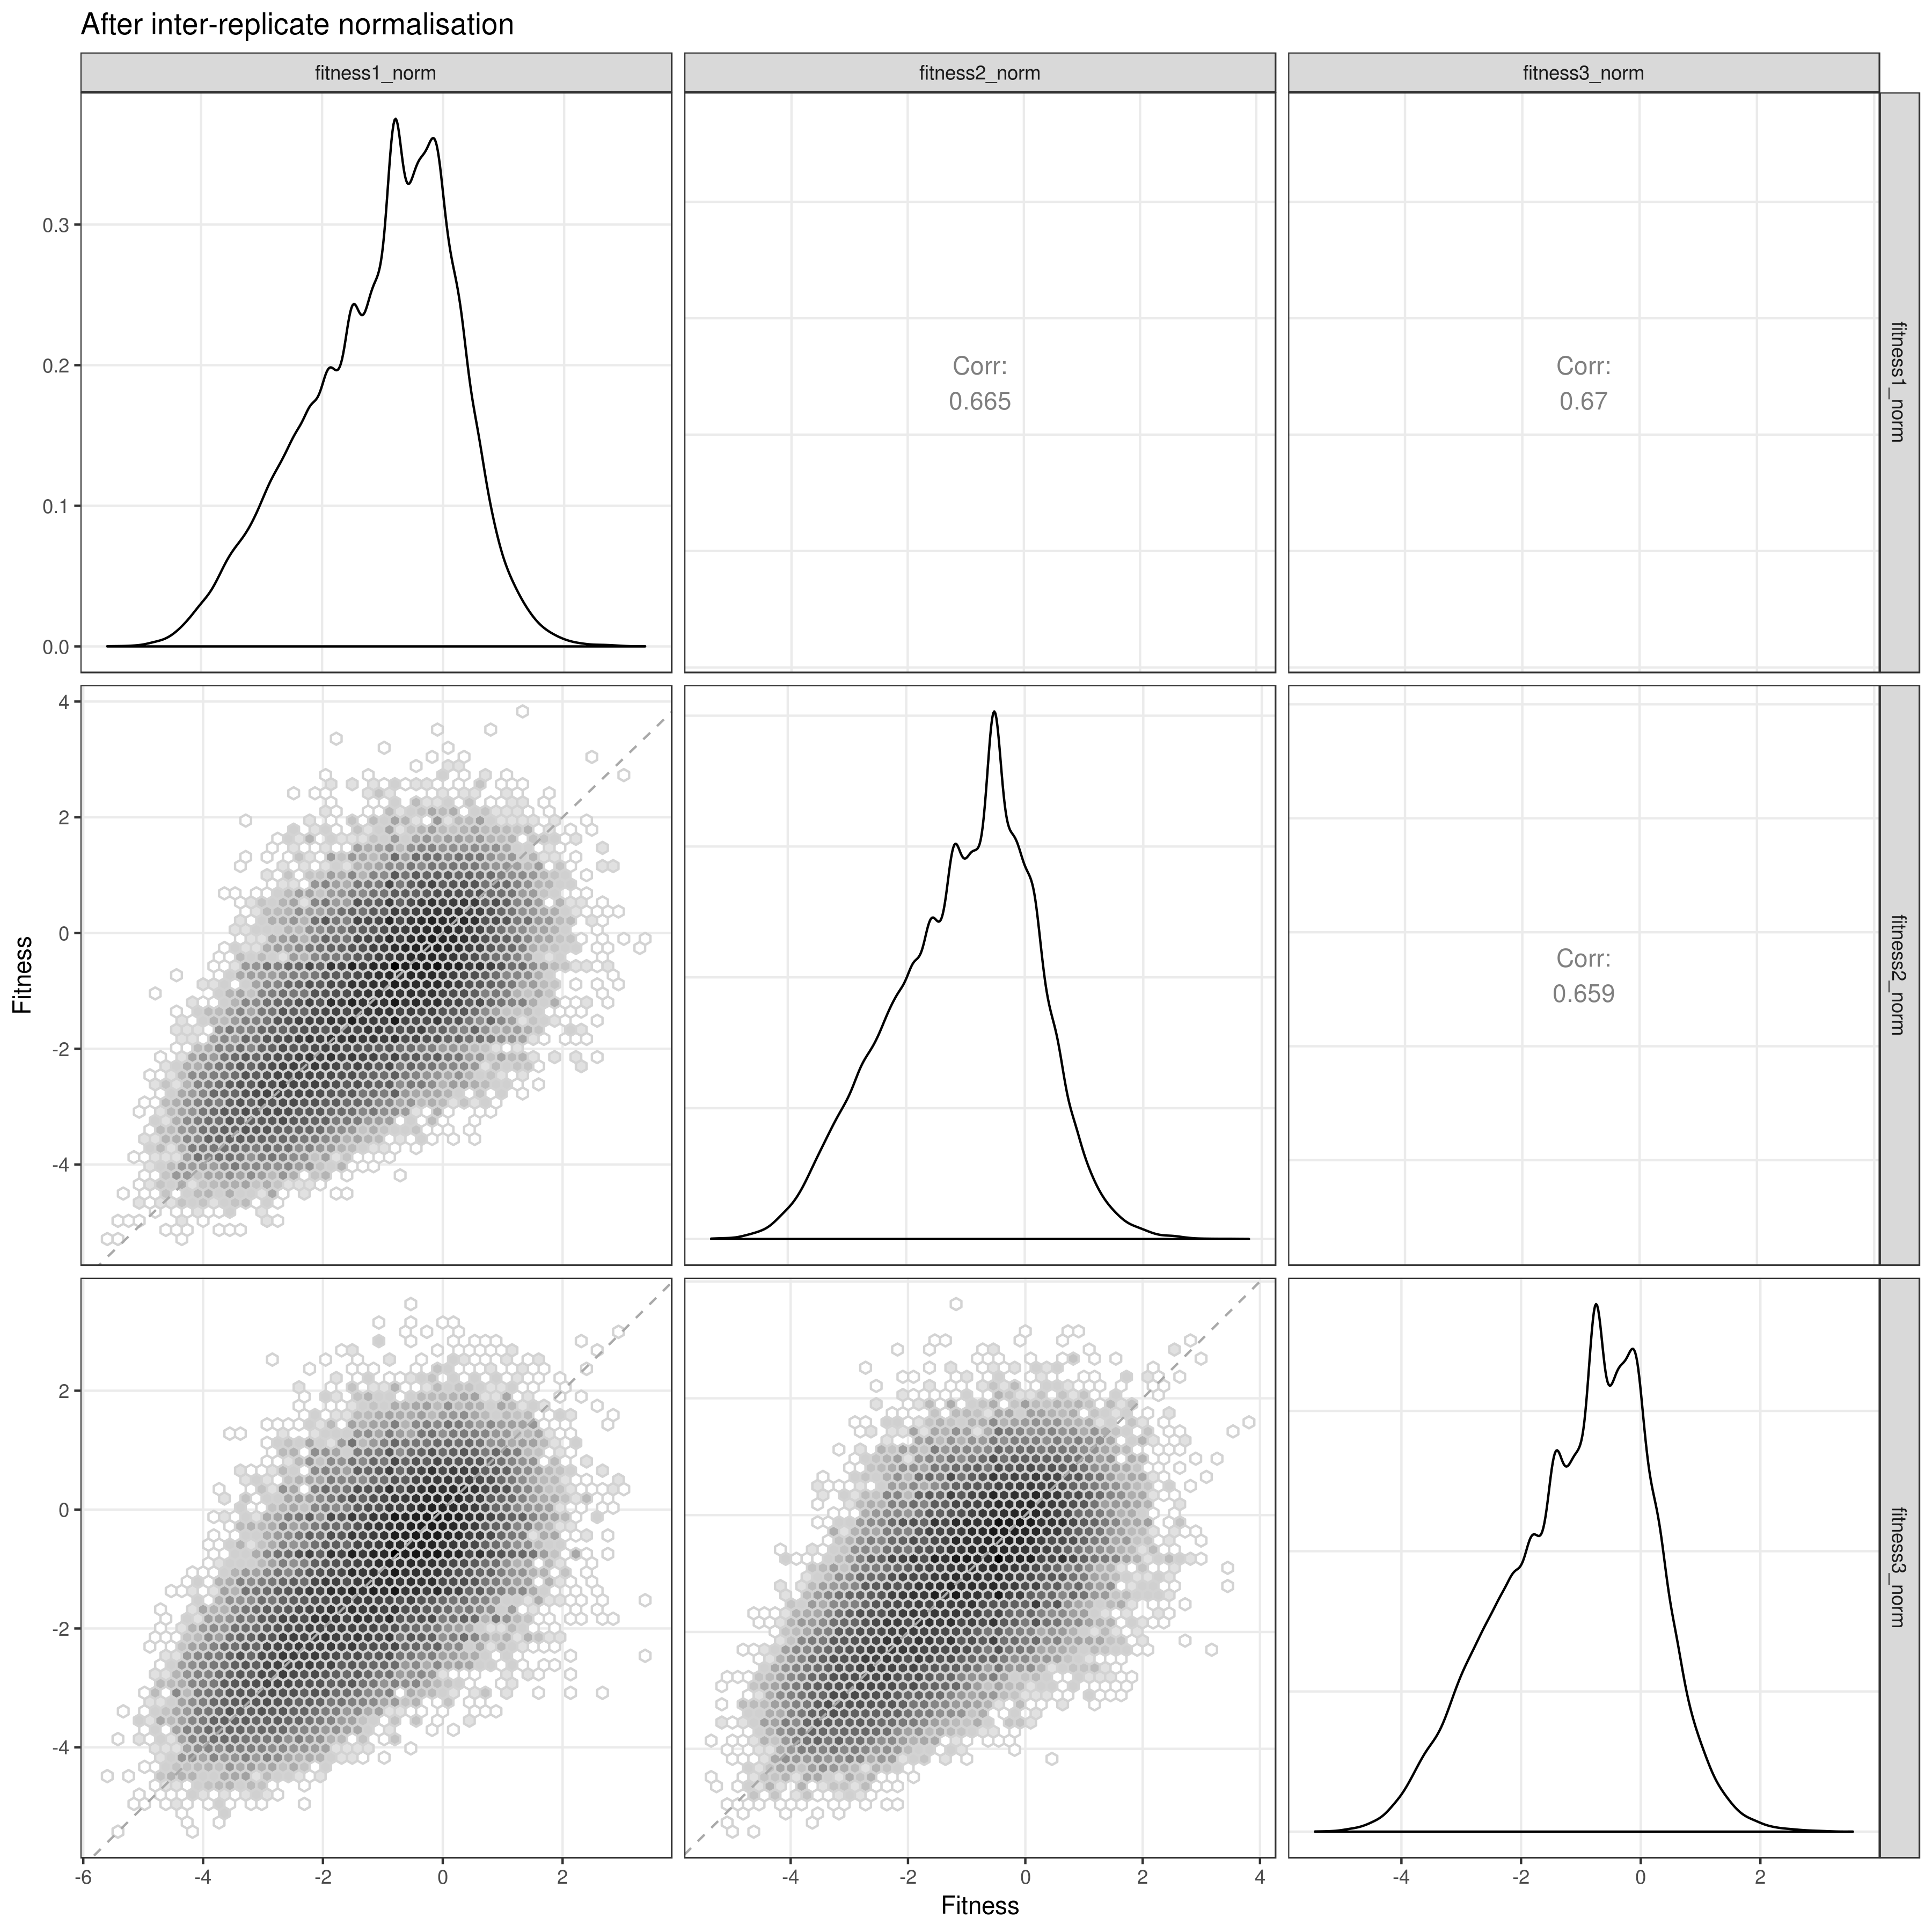 After inter-replicate normalisation
fitness1_norm
fitness2_norm
fitness3_norm
0.3
0.2
0.1
0.0
Corr:
0.665
Corr:
0.67
fitness1_norm
4
2
0
-2
-4
Corr:
0.659
fitness2_norm
Fitness
2
0
-2
-4
fitness3_norm
-6
-4
-2
0
2
-4
-2
0
2
4
-4
-2
0
2
Fitness